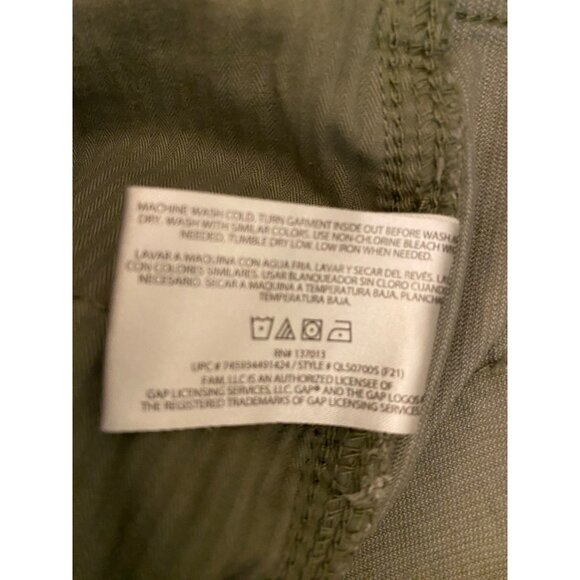 MACHINE WASH COLD. TURN GARMENT INSIDE OUT BEFORE WASH
DRY. WASH WITH SIMILAR COLORS. USE NON-CHLORINE BLEACH
NEEDED. TUMBLE DRY LOW. LOW IRON WHEN NEEDED.
LAVAR A MAQUINA CON AGUA FRIA. LAVAR Y SECAR DEL REVÉS.
CON COLORES SIMILARES. USAR BLANQUEADOR SIN CLORO CUANDO
NECESARIO. SECAR A MAQUINA A TEMPERATURA BAJA. PLANCHA
TEMPERATURA BAJA.
RN# 137013
UPC # 745954491424 / STYLE # QLS0700S (F21)
FAM, LLC IS AN AUTHORIZED LICENSEE OF
GAP LICENSING SERVICES, LLC. GAP® AND THE GAP LOGOS
THE REGISTERED TRADEMARKS OF GAP LICENSING SERVICES,